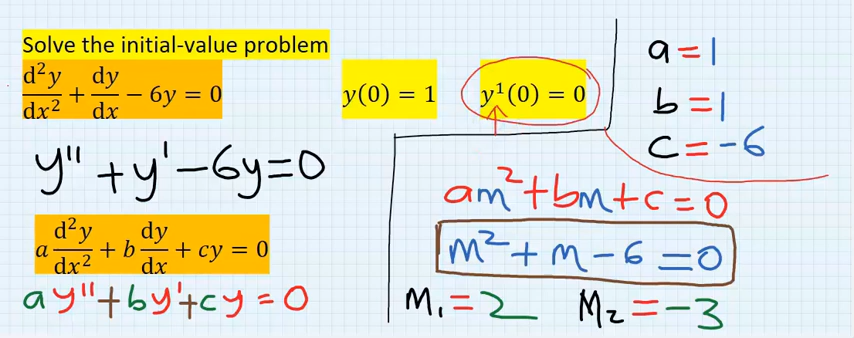 Solve the initial-value problem
d²y/dx² + dy/dx − 6y = 0
y(0) = 1
y¹(0) = 0
y'' + y' − 6y = 0
a d²y/dx² + b dy/dx + cy = 0
ay'' + by' + cy = 0
a = 1
b = 1
c = −6
am² + bm + c = 0
m² + m − 6 = 0
M₁ = 2
M₂ = −3